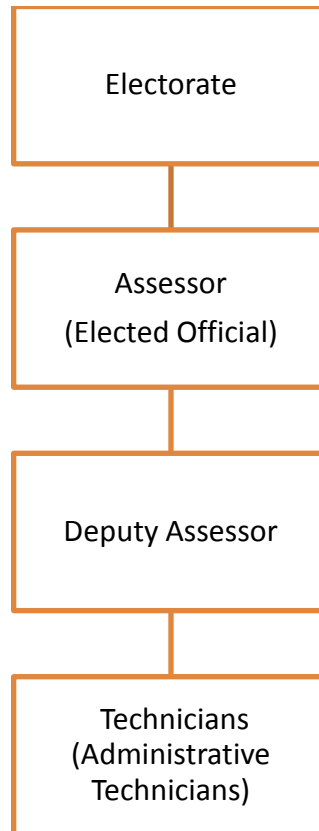 Electorate
Assessor
(Elected Official)
Deputy Assessor
Technicians
(Administrative
Technicians)